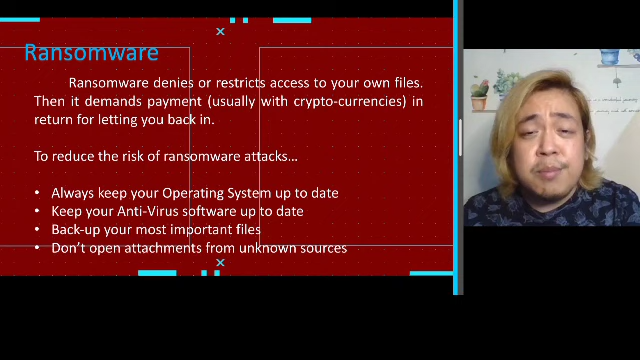 Ransomware
Ransomware denies or restricts access to your own files.
Then it demands payment (usually with crypto-currencies) in
return for letting you back in.
To reduce the risk of ransomware attacks…
• Always keep your Operating System up to date
• Keep your Anti-Virus software up to date
• Back-up your most important files
• Don't open attachments from unknown sources